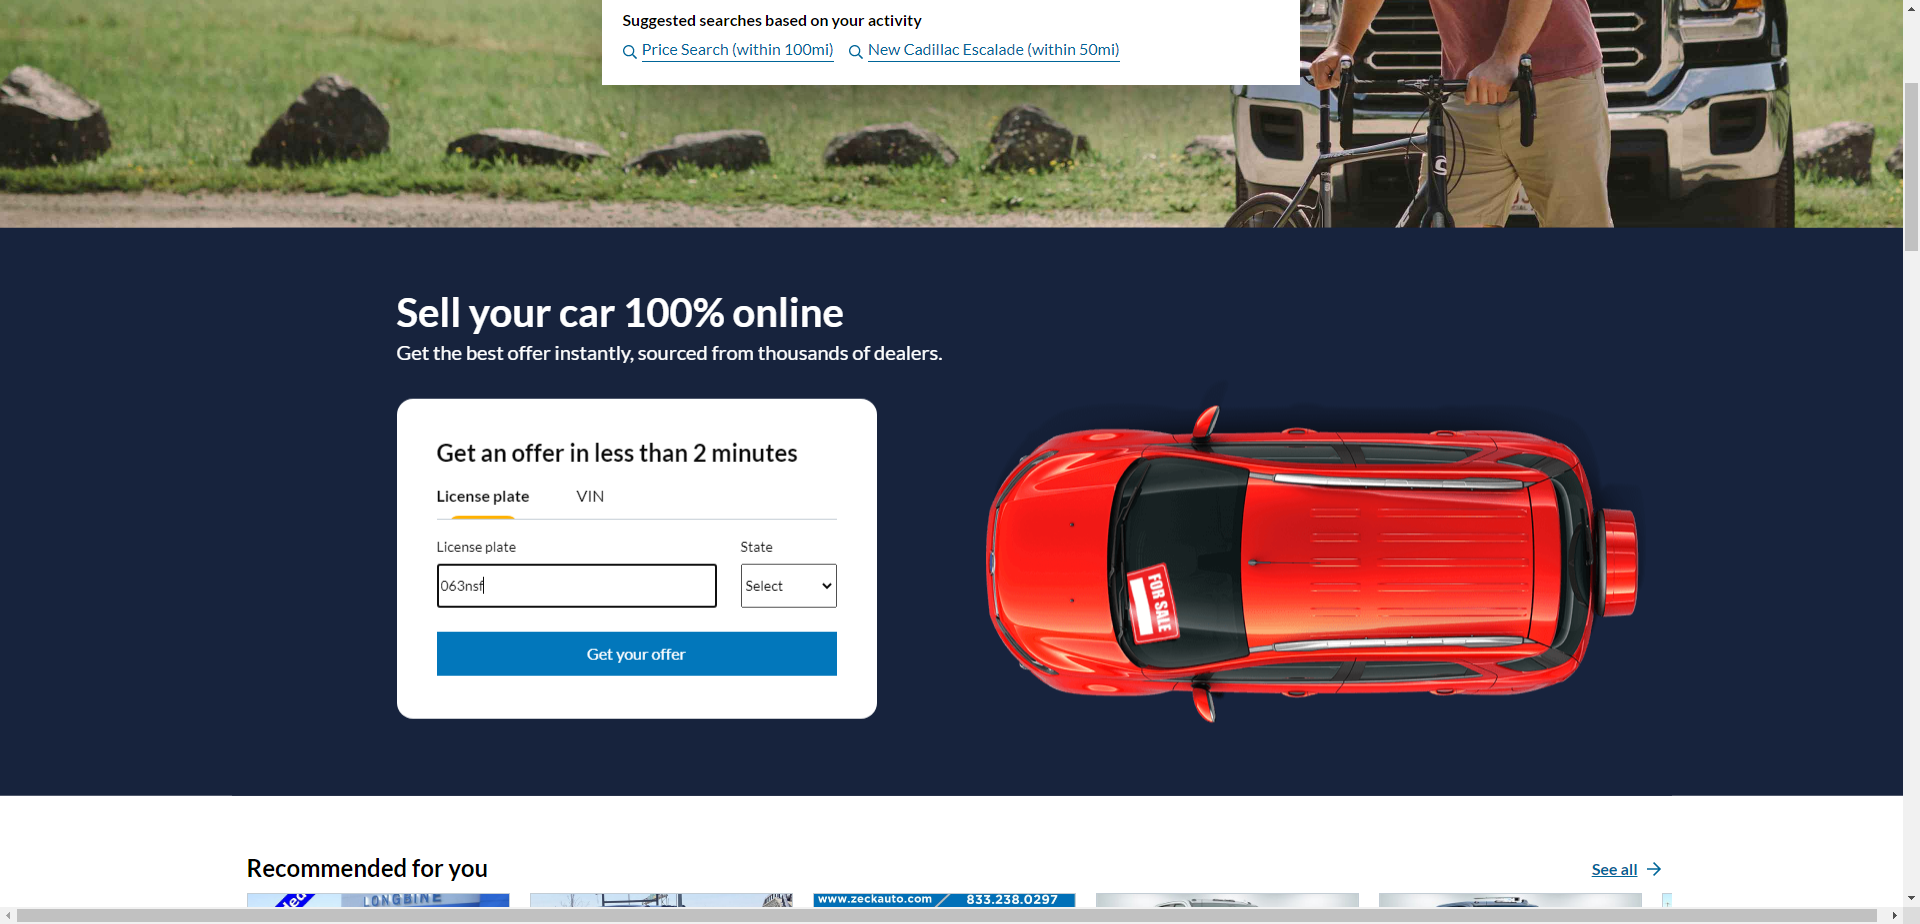 Suggested searches based on your activity
Price Search (within 100mi)
New Cadillac Escalade (within 50mi)
Sell your car 100% online
Get the best offer instantly, sourced from thousands of dealers.
Get an offer in less than 2 minutes
License plate
VIN
License plate
State
063nsf
Select
Get your offer
FOR SALE
Recommended for you
See all
LONGBINE
www.zeckauto.com
833.238.0297